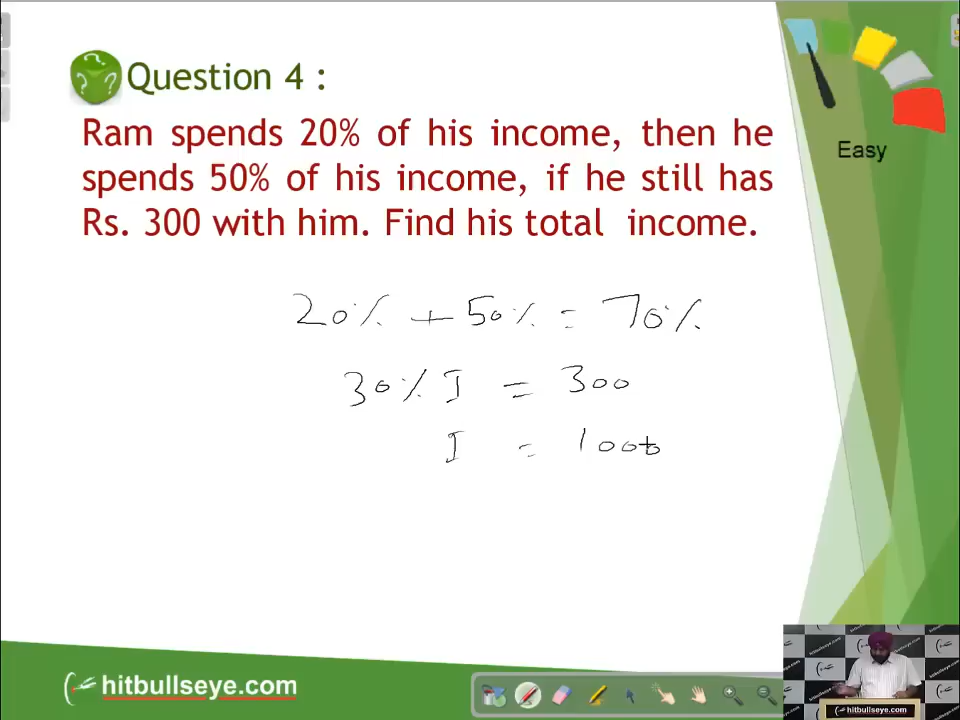 Question 4 :
Ram spends 20% of his income, then he
spends 50% of his income, if he still has
Rs. 300 with him. Find his total income.
Easy
20% + 50% = 70%
30% I = 300
I = 1000
hitbullseye.com
hitbullseye.com